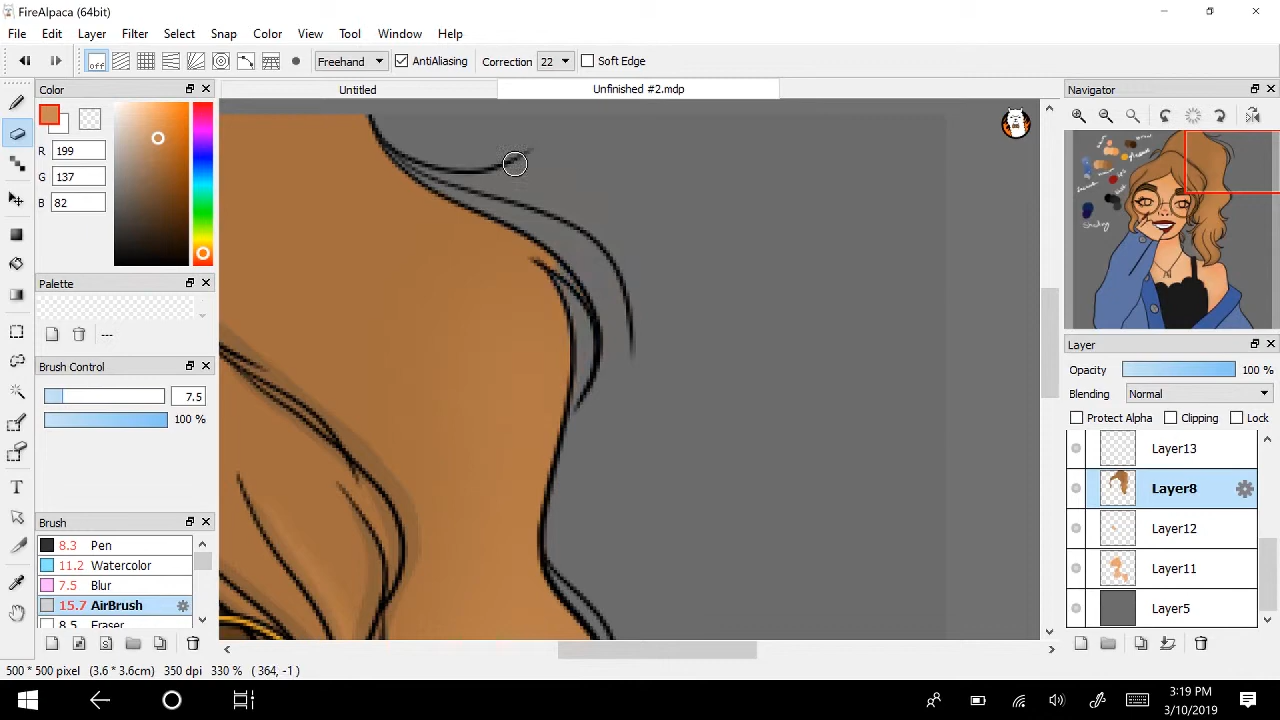 FireAlpaca (64bit)
File Edit Layer Filter Select Snap Color View Tool Window Help
off Freehand AntiAliasing Correction 22 Soft Edge
Color
Untitled
Unfinished #2.mdp
Navigator
R 199
G 137
B 82
Shading
Palette
---
Layer
Brush Control
Opacity 100 %
7.5
Blending Normal
100 %
Protect Alpha Clipping Lock
Layer13
Layer8
Brush
Layer12
8.3 Pen
11.2 Watercolor
Layer11
7.5 Blur
15.7 AirBrush
Layer5
8.5 Eraser
500 * 500 pixel (3.6 * 3.6cm) 350 dpi 330 % ( 364, -1 )
3:19 PM
3/10/2019